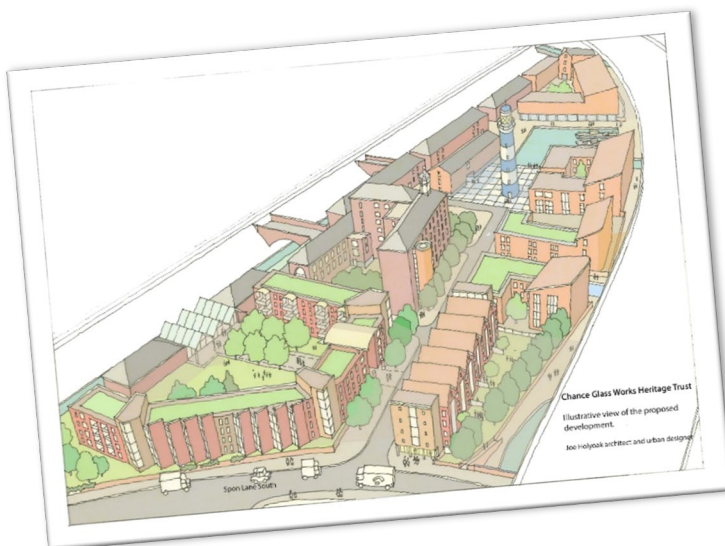 Chance Glass Works Heritage Trust
Illustrative view of the proposed
development.
Joe Holyoak architect and urban designer
Spon Lane South